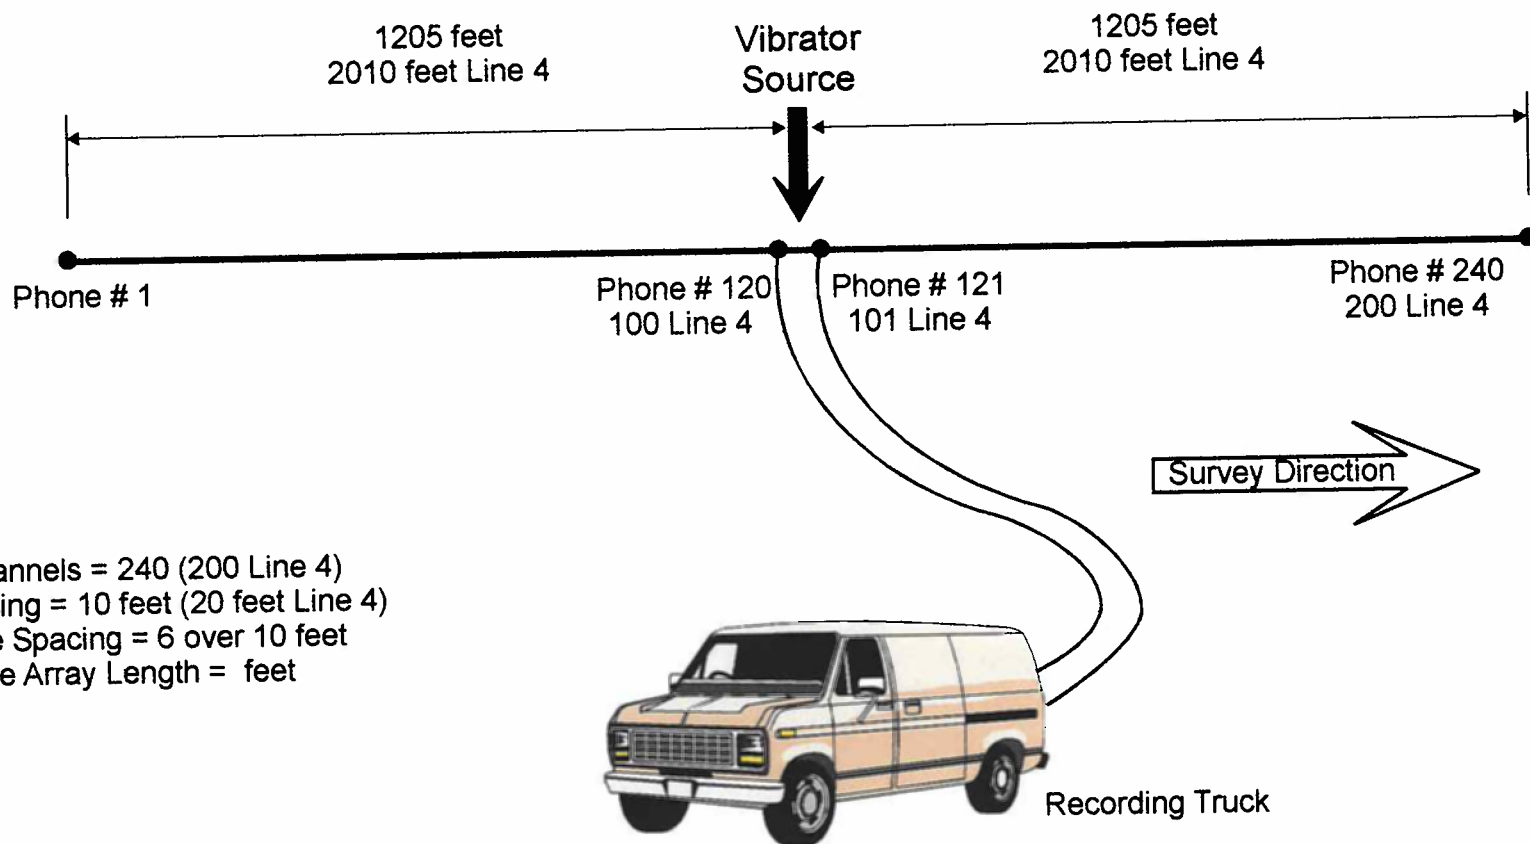 1205 feet
2010 feet Line 4
Vibrator
Source
1205 feet
2010 feet Line 4
Phone # 1
Phone # 120
100 Line 4
Phone # 121
101 Line 4
Phone # 240
200 Line 4
Survey Direction
annels = 240 (200 Line 4)
ing = 10 feet (20 feet Line 4)
e Spacing = 6 over 10 feet
e Array Length = feet
Recording Truck